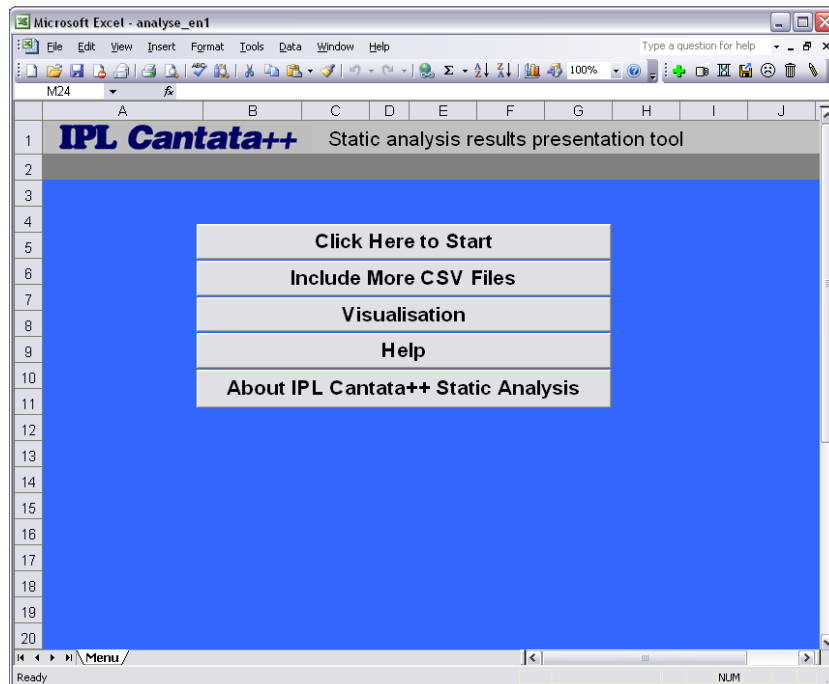 Microsoft Excel - analyse_en1
File Edit View Insert Format Tools Data Window Help Type a question for help
100%
M24 fx
A B C D E F G H I J
1 IPL Cantata++ Static analysis results presentation tool
2
3
4
5 Click Here to Start
6 Include More CSV Files
7
8 Visualisation
9 Help
10
11 About IPL Cantata++ Static Analysis
12
13
14
15
16
17
18
19
20
Menu
Ready NUM